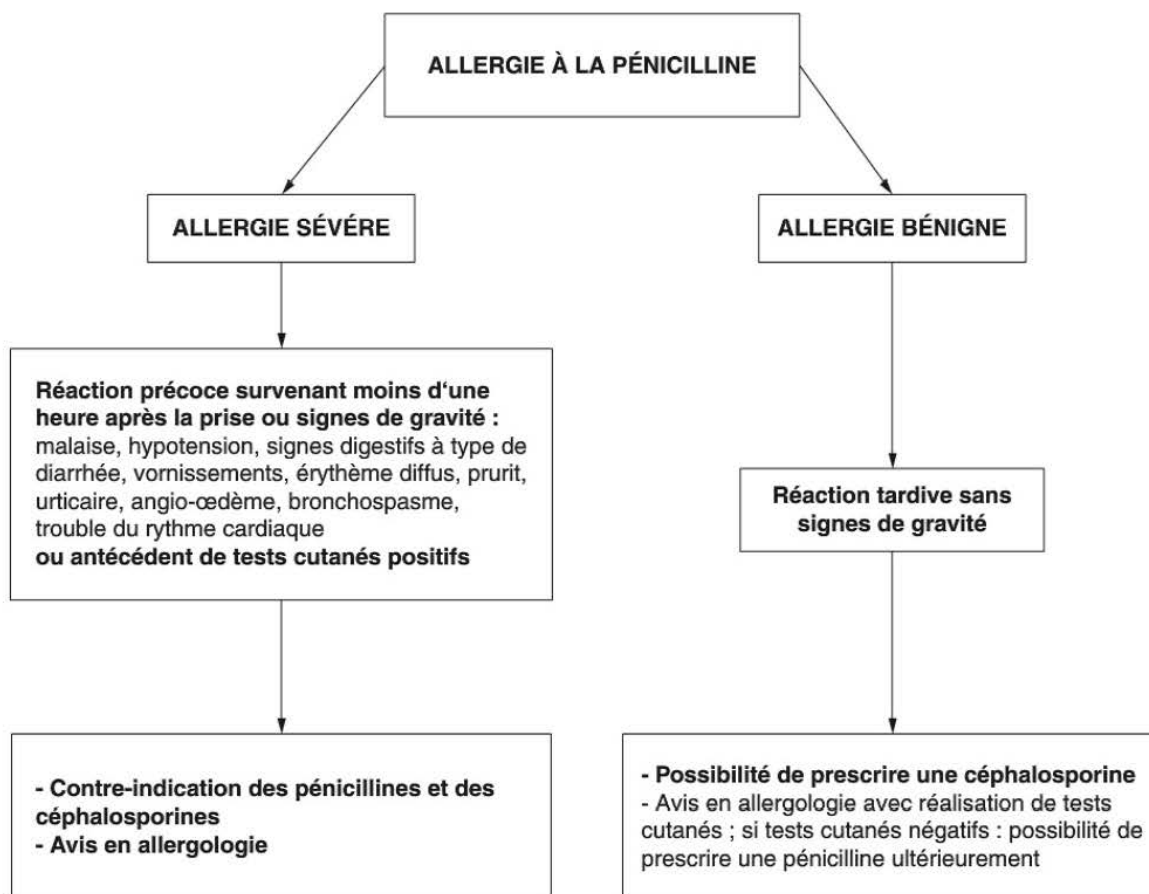 ALLERGIE À LA PÉNICILLINE
ALLERGIE SÉVÉRE
ALLERGIE BÉNIGNE
Réaction précoce survenant moins d‘une
heure après la prise ou signes de gravité :
malaise, hypotension, signes digestifs à type de
diarrhée, vornissements, érythème diffus, prurit,
urticaire, angio-œdème, bronchospasme,
trouble du rythme cardiaque
ou antécédent de tests cutanés positifs
Réaction tardive sans
signes de gravité
- Contre-indication des pénicillines et des
céphalosporines
- Avis en allergologie
- Possibilité de prescrire une céphalosporine
- Avis en allergologie avec réalisation de tests
cutanés ; si tests cutanés négatifs : possibilité de
prescrire une pénicilline ultérieurement